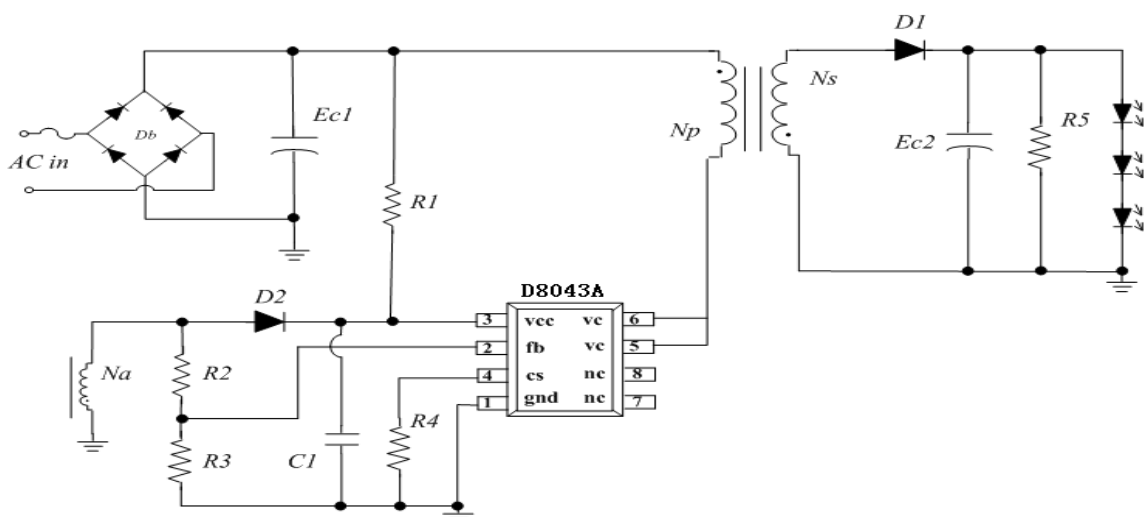 D1
Ns
Db
Ec1
Np
Ec2
R5
AC in
R1
D8043A
D2
3 vcc vc 6
2 fb vc 5
4 cs nc 8
1 gnd nc 7
Na
R2
R4
R3
C1